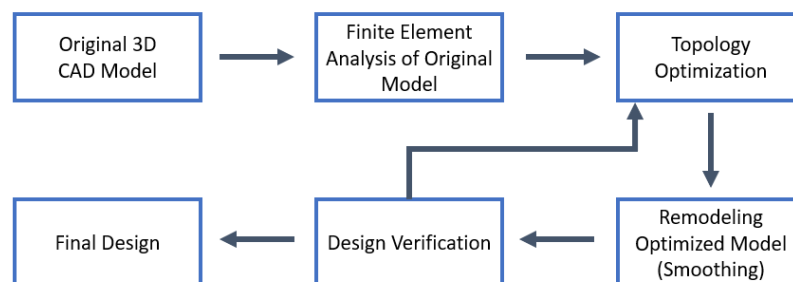 Original 3D
CAD Model
Finite Element
Analysis of Original
Model
Topology
Optimization
Final Design
Design Verification
Remodeling
Optimized Model
(Smoothing)